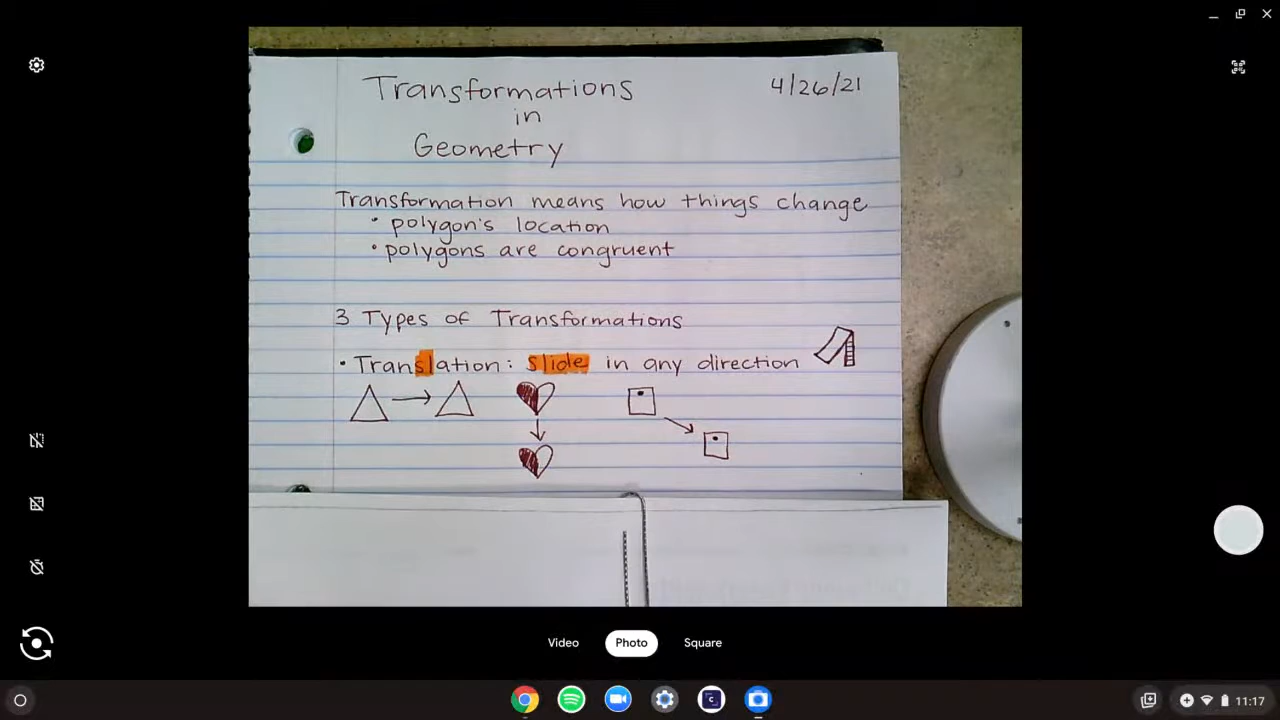 Transformations
4/26/21
in
Geometry
Transformation means how things change
• polygon's location
• polygons are congruent
3 Types of Transformations
• Translation: Slide in any direction
Video Photo Square
11:17